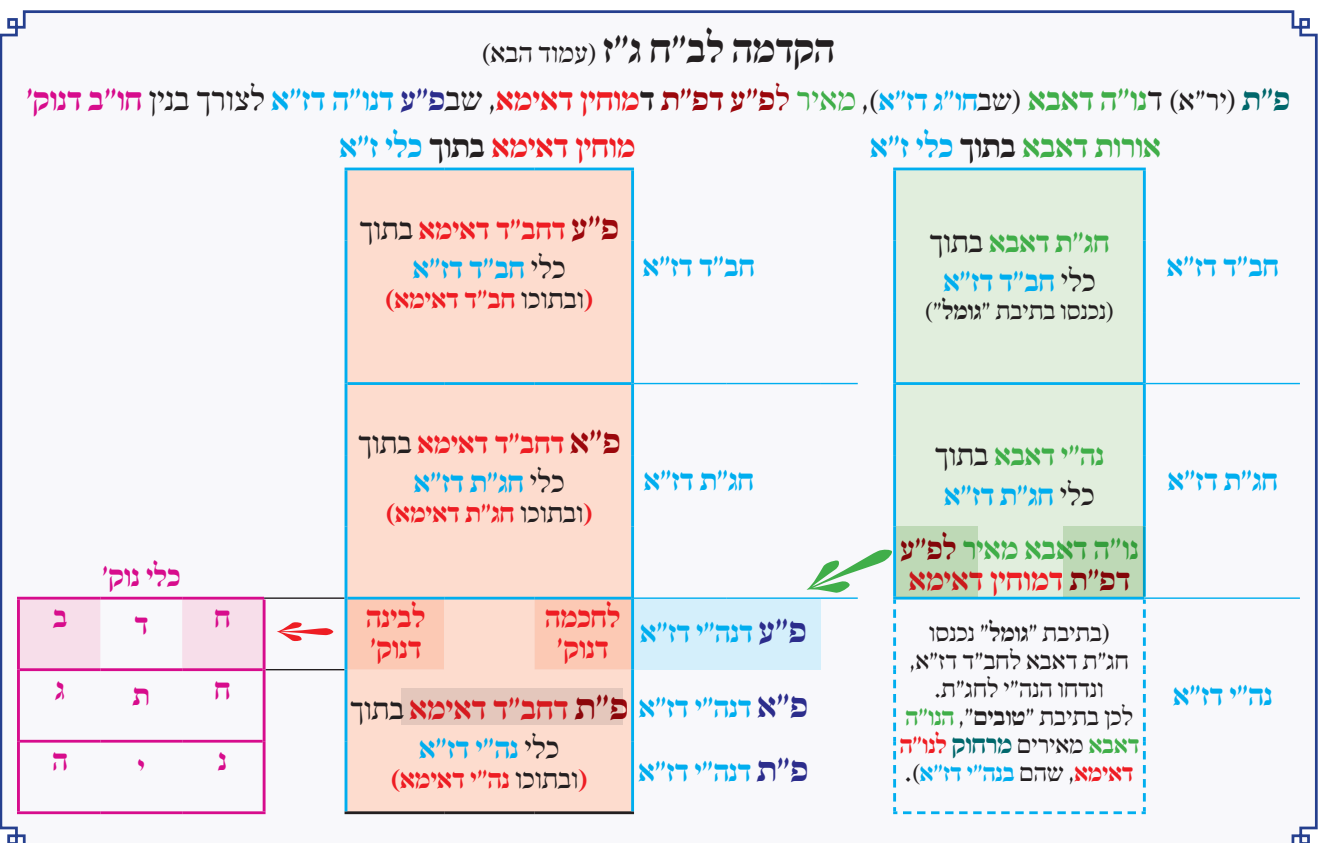 הקדמה לב"ח ג"ז (עמוד הבא)
פ"ת (יר"א) דנו"ה דאבא (שבחו"ג דז"א), מאיר לפ"ע דפ"ת דמוחין דאימא, שבפ"ע דנו"ה דז"א לצורך בנין חו"ב דנוק'
אורות דאבא בתוך כלי ז"א
חב"ד דז"א
חג"ת דאבא בתוך
כלי חב"ד דז"א
(נכנסו בתיבת "גומל")
חג"ת דז"א
נה"י דאבא בתוך
כלי חג"ת דז"א
נו"ה דאבא מאיר לפ"ע
דפ"ת דמוחין דאימא
נה"י דז"א
(בתיבת "גומל" נכנסו
חג"ת דאבא לחב"ד דז"א,
ונדחו הנה"י לחג"ת.
לכן בתיבת "טובים", הנו"ה
דאבא מאירים מרחוק לנו"ה
דאימא, שהם בנה"י דז"א).
מוחין דאימא בתוך כלי ז"א
חב"ד דז"א
פ"ע דחב"ד דאימא בתוך
כלי חב"ד דז"א
(ובתוכו חב"ד דאימא)
חג"ת דז"א
פ"א דחב"ד דאימא בתוך
כלי חג"ת דז"א
(ובתוכו חג"ת דאימא)
פ"ע דנה"י דז"א
לחכמה
דנוק'
לבינה
דנוק'
פ"א דנה"י דז"א
פ"ת דחב"ד דאימא בתוך
כלי נה"י דז"א
(ובתוכו נה"י דאימא)
פ"ת דנה"י דז"א
כלי נוק'
ח ד ב
ח ת ג
נ י ה